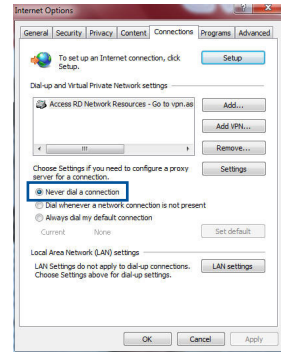 Internet Options
General Security Privacy Content Connections Programs Advanced
To set up an Internet connection, click
Setup.
Setup
Dial-up and Virtual Private Network settings
Access RD Network Resources - Go to vpn.as
Add...
Add VPN...
Remove...
Choose Settings if you need to configure a proxy
server for a connection.
Settings
Never dial a connection
Dial whenever a network connection is not present
Always dial my default connection
Current None
Set default
Local Area Network (LAN) settings
LAN Settings do not apply to dial-up connections.
Choose Settings above for dial-up settings.
LAN settings
OK Cancel Apply